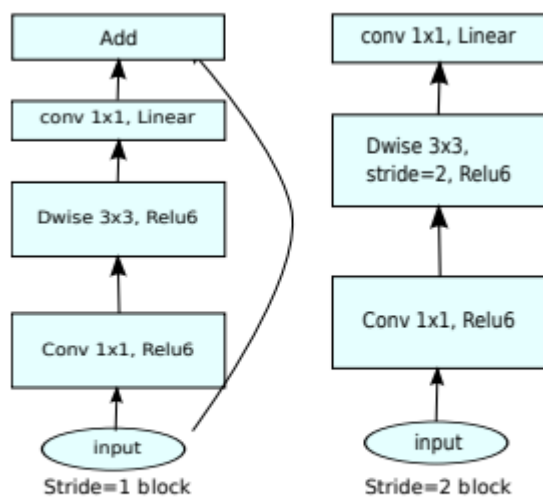 Add
conv 1x1, Linear
Dwise 3x3, Relu6
Conv 1x1, Relu6
input
Stride=1 block
conv 1x1, Linear
Dwise 3x3,
stride=2, Relu6
Conv 1x1, Relu6
input
Stride=2 block